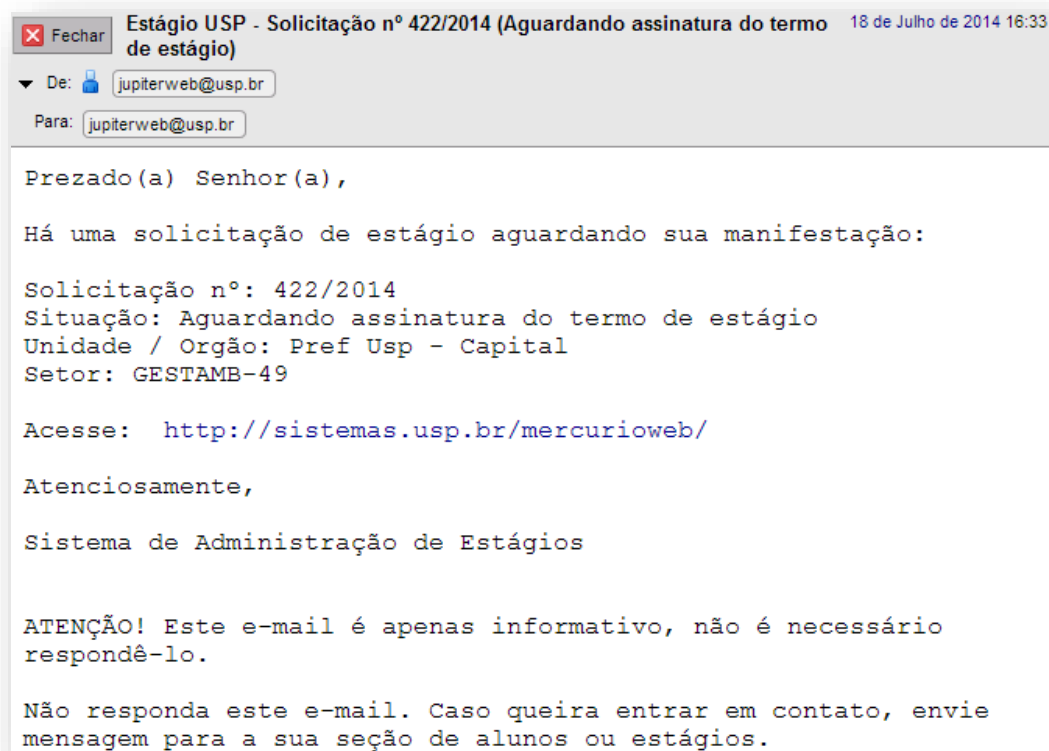 Fechar
Estágio USP - Solicitação nº 422/2014 (Aguardando assinatura do termo
de estágio)
18 de Julho de 2014 16:33
De: jupiterweb@usp.br
Para: jupiterweb@usp.br
Prezado(a) Senhor(a),
Há uma solicitação de estágio aguardando sua manifestação:
Solicitação nº: 422/2014
Situação: Aguardando assinatura do termo de estágio
Unidade / Orgão: Pref Usp - Capital
Setor: GESTAMB-49
Acesse: http://sistemas.usp.br/mercurioweb/
Atenciosamente,
Sistema de Administração de Estágios
ATENÇÃO! Este e-mail é apenas informativo, não é necessário
respondê-lo.
Não responda este e-mail. Caso queira entrar em contato, envie
mensagem para a sua seção de alunos ou estágios.